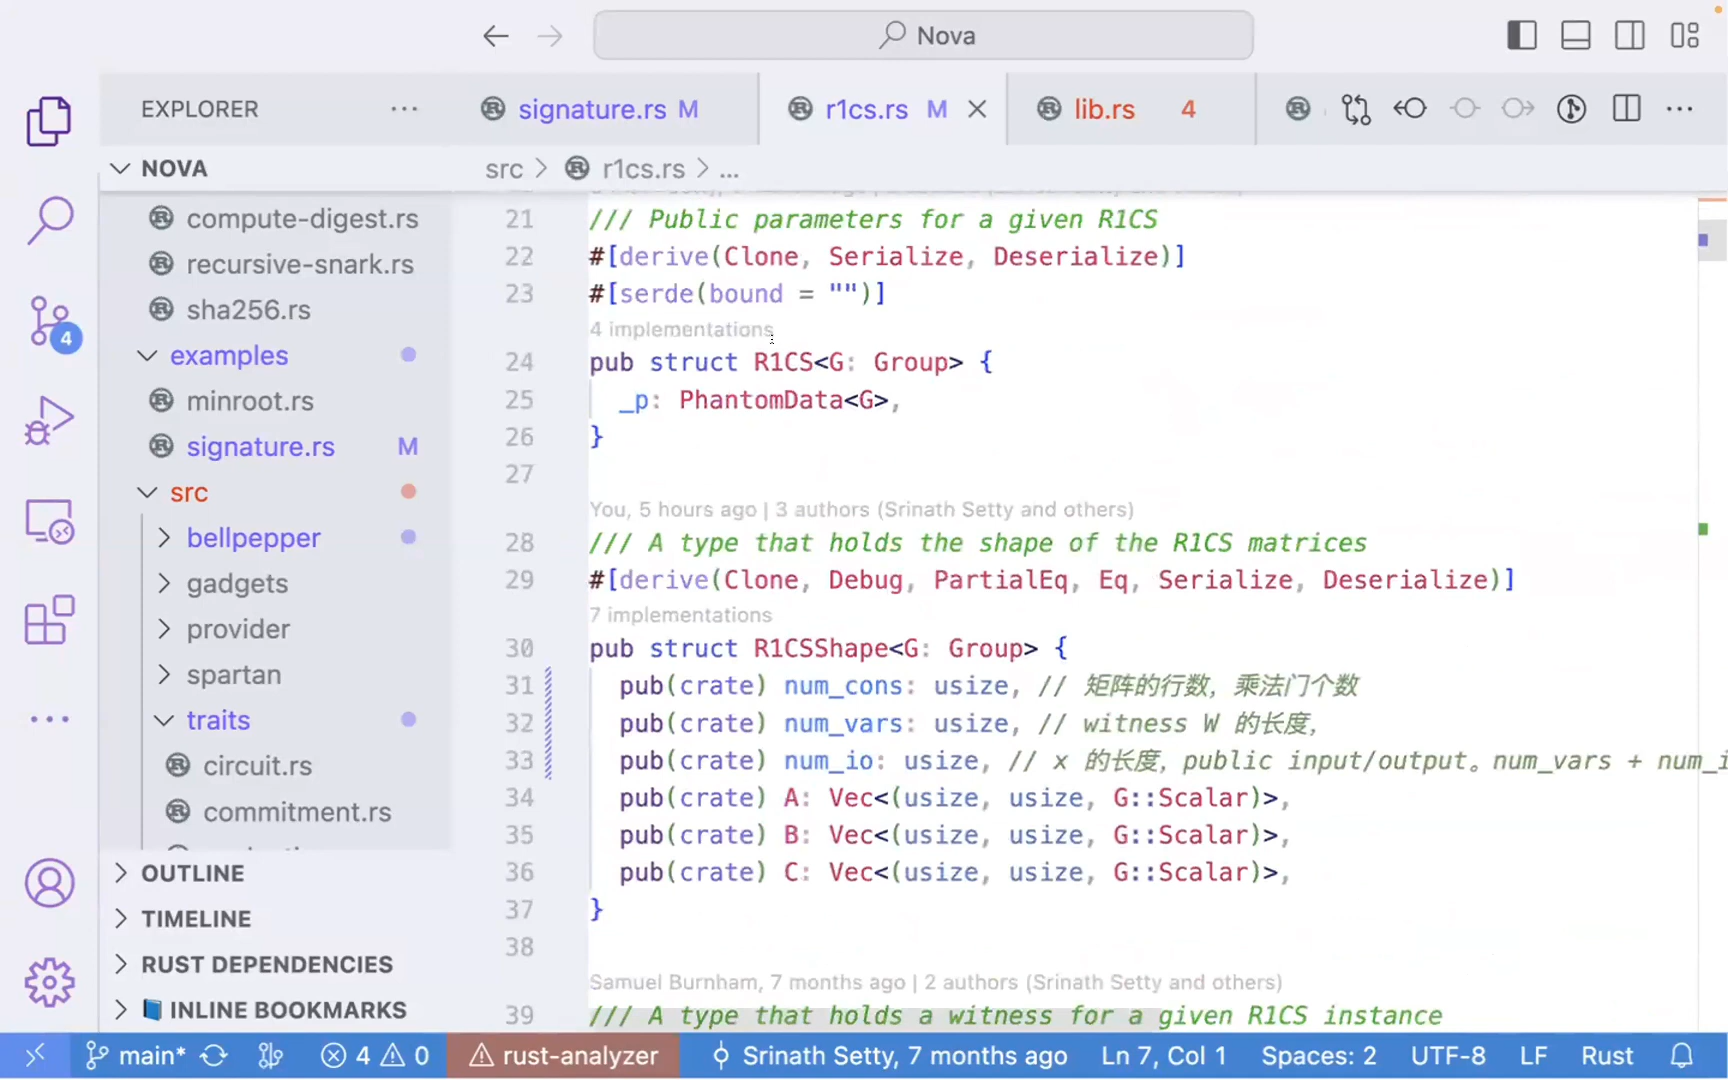 Nova
EXPLORER
signature.rs M
r1cs.rs M
lib.rs 4
NOVA
src > r1cs.rs > ...
compute-digest.rs
recursive-snark.rs
sha256.rs
examples
minroot.rs
signature.rs M
src
bellpepper
gadgets
provider
spartan
traits
circuit.rs
commitment.rs
OUTLINE
TIMELINE
RUST DEPENDENCIES
INLINE BOOKMARKS
4
21 /// Public parameters for a given R1CS
22 #[derive(Clone, Serialize, Deserialize)]
23 #[serde(bound = "")]
4 implementations
24 pub struct R1CS<G: Group> {
25 _p: PhantomData<G>,
26 }
27
You, 5 hours ago | 3 authors (Srinath Setty and others)
28 /// A type that holds the shape of the R1CS matrices
29 #[derive(Clone, Debug, PartialEq, Eq, Serialize, Deserialize)]
7 implementations
30 pub struct R1CSShape<G: Group> {
31 pub(crate) num_cons: usize, // 矩阵的行数，乘法门个数
32 pub(crate) num_vars: usize, // witness W 的长度，
33 pub(crate) num_io: usize, // x 的长度，public input/output。num_vars + num_i
34 pub(crate) A: Vec<(usize, usize, G::Scalar)>,
35 pub(crate) B: Vec<(usize, usize, G::Scalar)>,
36 pub(crate) C: Vec<(usize, usize, G::Scalar)>,
37 }
38
Samuel Burnham, 7 months ago | 2 authors (Srinath Setty and others)
39 /// A type that holds a witness for a given R1CS instance
main* 4 0 rust-analyzer Srinath Setty, 7 months ago Ln 7, Col 1 Spaces: 2 UTF-8 LF Rust